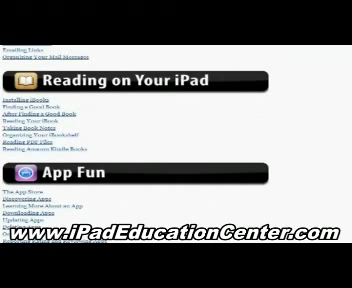 Emailing Links
Organizing Your Mail Messages
Reading on Your iPad
Installing iBooks
Finding a Good Book
After Finding a Good Book
Reading Your iBook
Taking Book Notes
Organizing Your iBookshelf
Reading PDF Files
Reading Amazon Kindle Books
App Fun
The App Store
Discovering Apps
Learning More About an App
Downloading Apps
Updating Apps
www.iPadEducationCenter.com